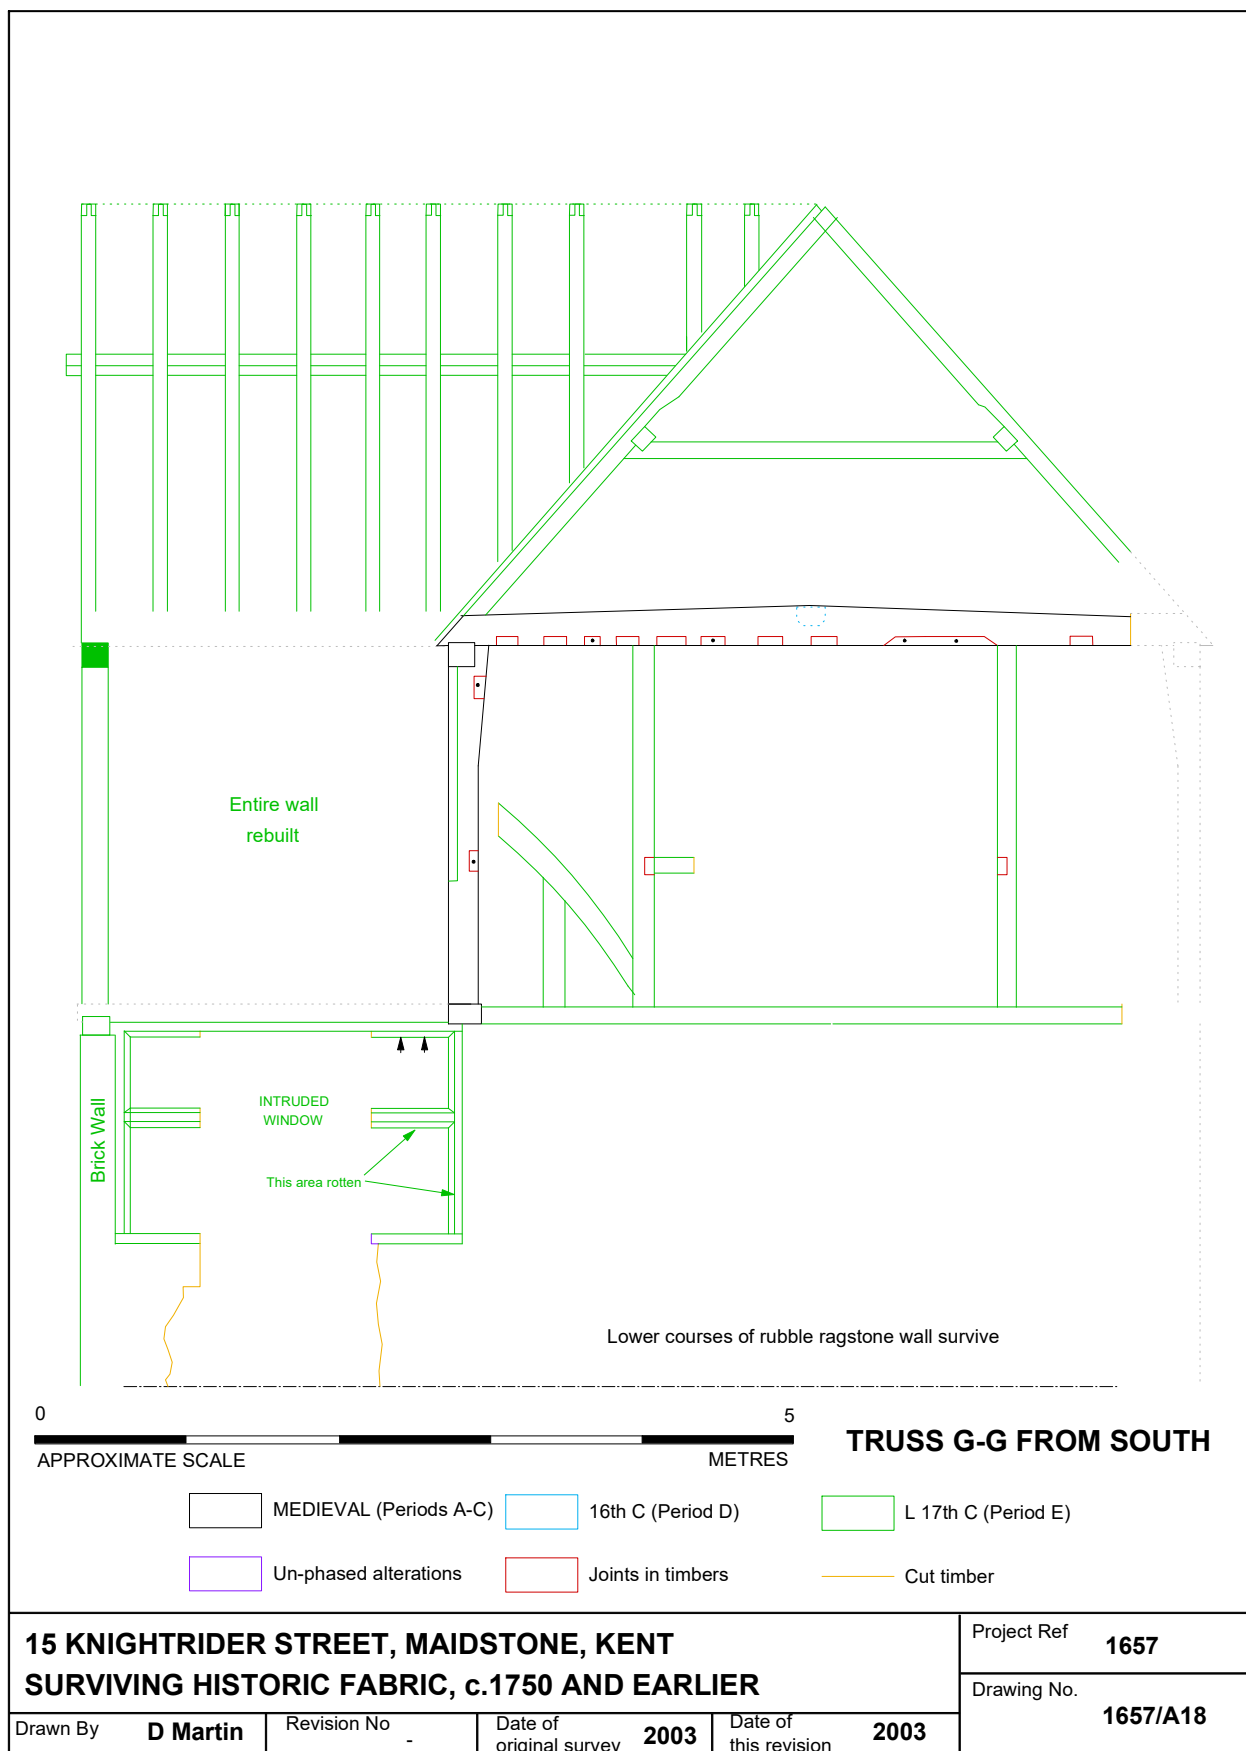 Entire wall
rebuilt
Brick Wall
INTRUDED
WINDOW
This area rotten
Lower courses of rubble ragstone wall survive
0
5
APPROXIMATE SCALE
METRES
TRUSS G-G FROM SOUTH
MEDIEVAL (Periods A-C)
16th C (Period D)
L 17th C (Period E)
Un-phased alterations
Joints in timbers
Cut timber
15 KNIGHTRIDER STREET, MAIDSTONE, KENT
SURVIVING HISTORIC FABRIC, c.1750 AND EARLIER
Project Ref 1657
Drawing No.
1657/A18
Drawn By D Martin
Revision No
-
Date of
original survey 2003
Date of
this revision 2003